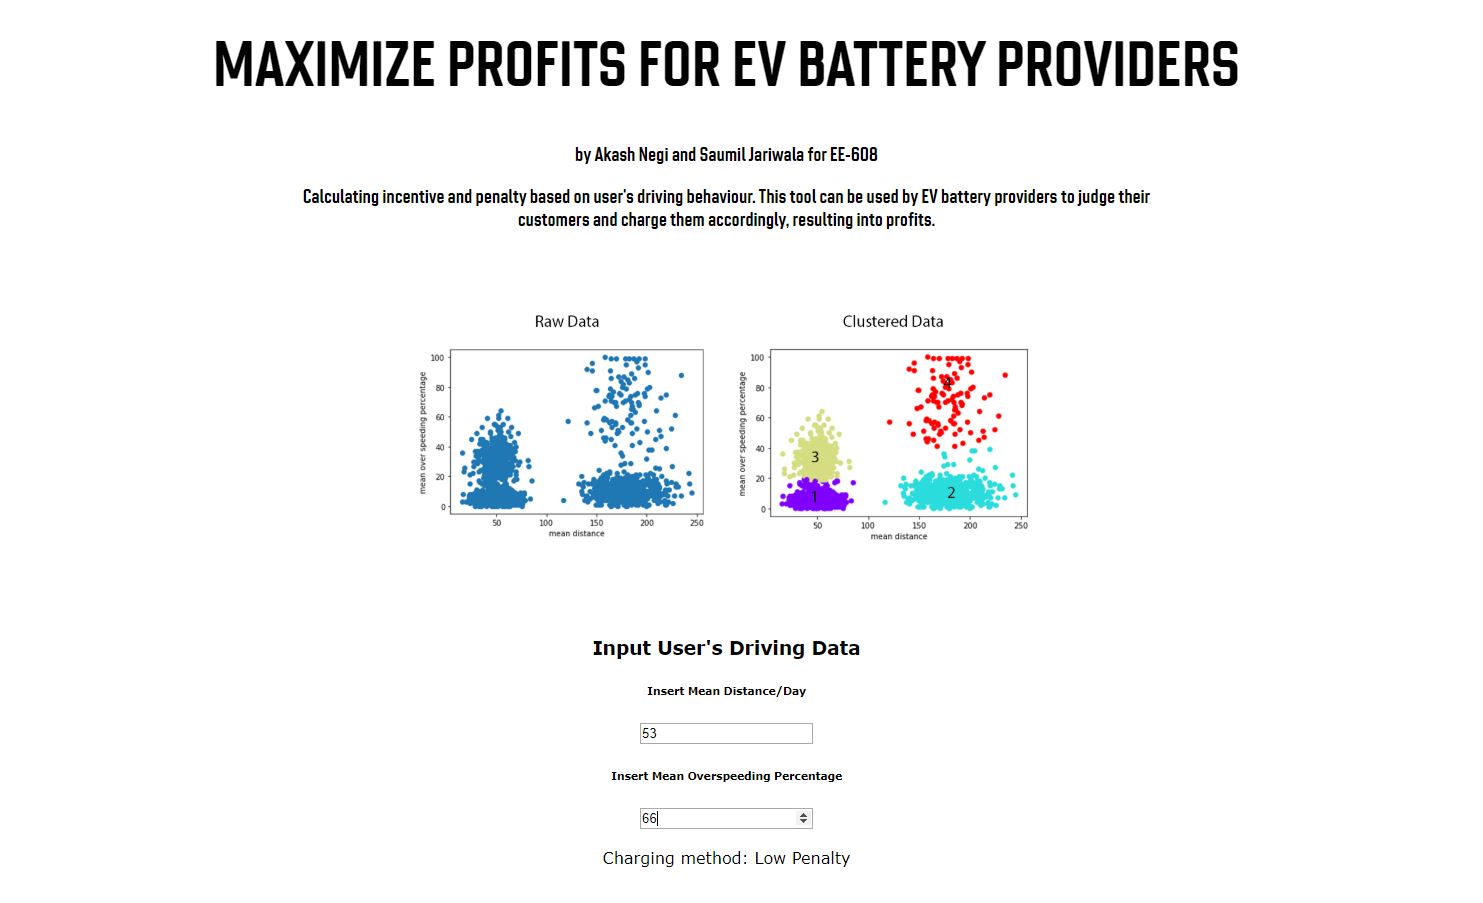 MAXIMIZE PROFITS FOR EV BATTERY PROVIDERS
by Akash Negi and Saumil Jariwala for EE-608
Calculating incentive and penalty based on user's driving behaviour. This tool can be used by EV battery providers to judge their
customers and charge them accordingly, resulting into profits.
Raw Data
100
80
60
40
20
0
mean over speeding percentage
50 100 150 200 250
mean distance
Clustered Data
100
80
60
40
20
0
mean over speeding percentage
4
3
1
2
50 100 150 200 250
mean distance
Input User's Driving Data
Insert Mean Distance/Day
53
Insert Mean Overspeeding Percentage
66
Charging method: Low Penalty